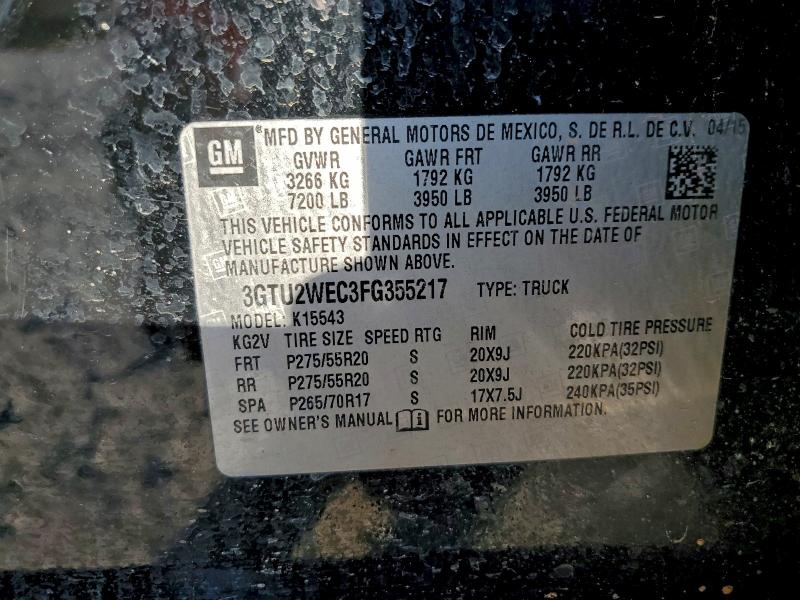 GM ® MFD BY GENERAL MOTORS DE MEXICO, S. DE R.L. DE C.V. 04/15
GVWR GAWR FRT GAWR RR
3266 KG 1792 KG 1792 KG
7200 LB 3950 LB 3950 LB
THIS VEHICLE CONFORMS TO ALL APPLICABLE U.S. FEDERAL MOTOR
VEHICLE SAFETY STANDARDS IN EFFECT ON THE DATE OF
MANUFACTURE SHOWN ABOVE.
3GTU2WEC3FG355217 TYPE: TRUCK
MODEL: K15543
KG2V TIRE SIZE SPEED RTG RIM COLD TIRE PRESSURE
FRT P275/55R20 S 20X9J 220KPA(32PSI)
RR P275/55R20 S 20X9J 220KPA(32PSI)
SPA P265/70R17 S 17X7.5J 240KPA(35PSI)
SEE OWNER'S MANUAL i FOR MORE INFORMATION.